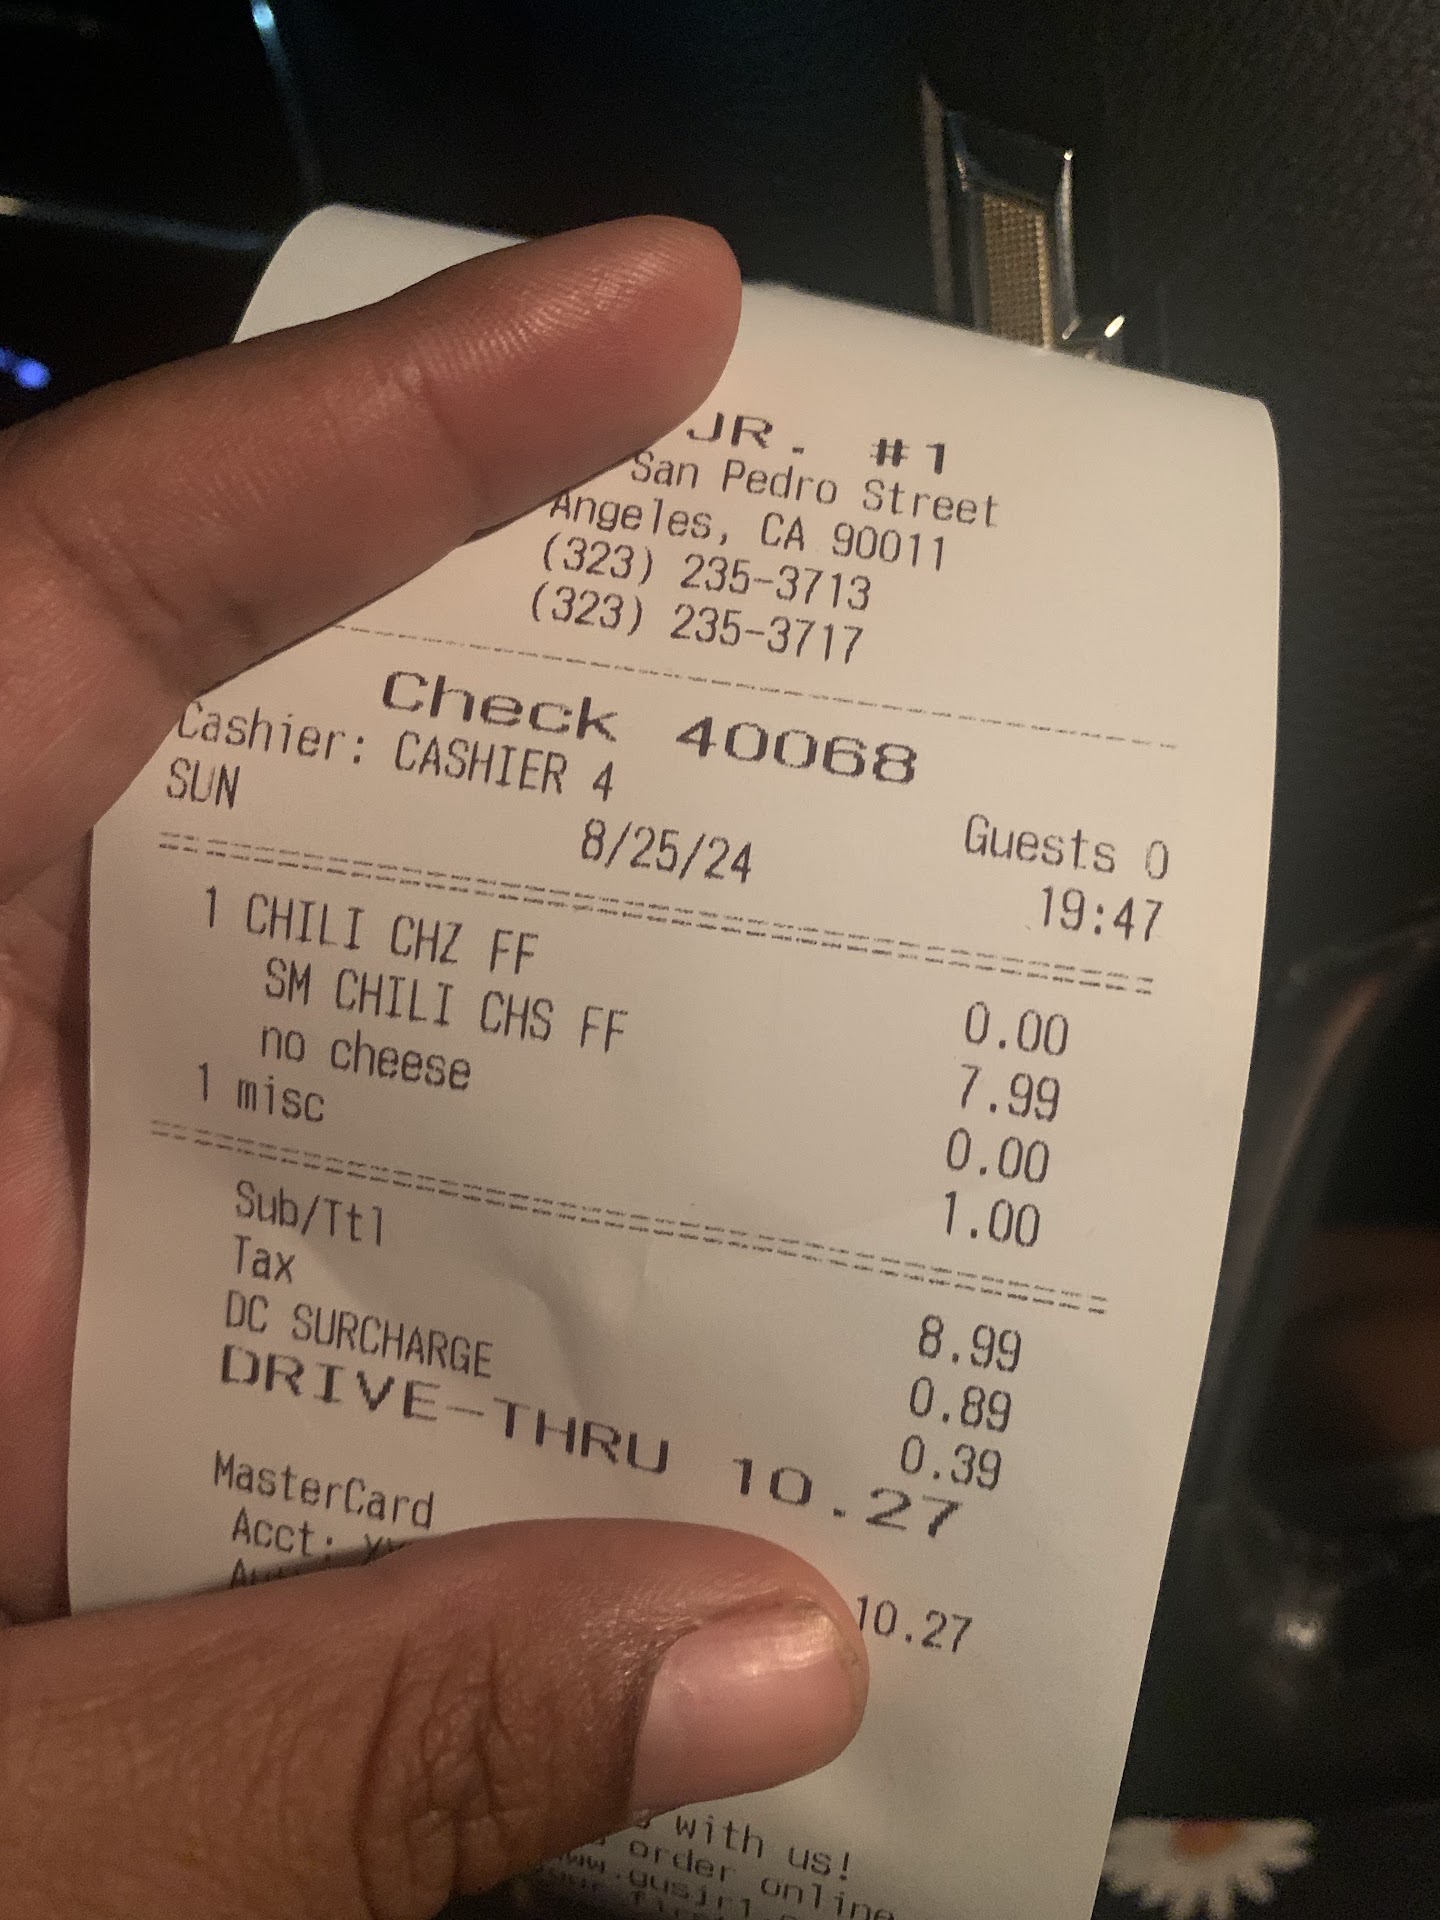 JR. #1
San Pedro Street
Angeles, CA 90011
(323) 235-3713
(323) 235-3717
Check 40068
Cashier: CASHIER 4 Guests 0
SUN 8/25/24 19:47
1 CHILI CHZ FF 0.00
SM CHILI CHS FF 7.99
no cheese 0.00
1 misc 1.00
Sub/Ttl 8.99
Tax 0.89
DC SURCHARGE 0.39
DRIVE-THRU 10.27
MasterCard 10.27
Acct:
with us!
order online
www.gusjr1